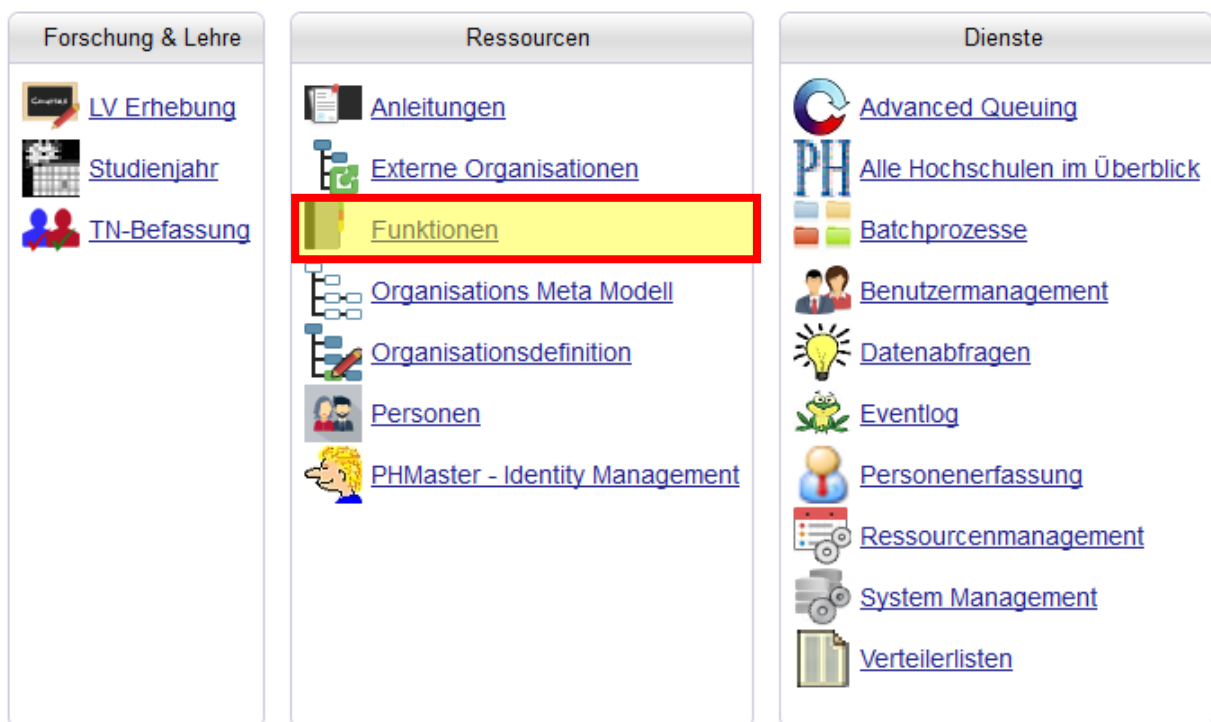 Forschung & Lehre
LV Erhebung
Studienjahr
TN-Befassung
Ressourcen
Anleitungen
Externe Organisationen
Funktionen
Organisations Meta Modell
Organisationsdefinition
Personen
PHMaster - Identity Management
Dienste
Advanced Queuing
PH
Alle Hochschulen im Überblick
Batchprozesse
Benutzermanagement
Datenabfragen
Eventlog
Personenerfassung
Ressourcenmanagement
System Management
Verteilerlisten